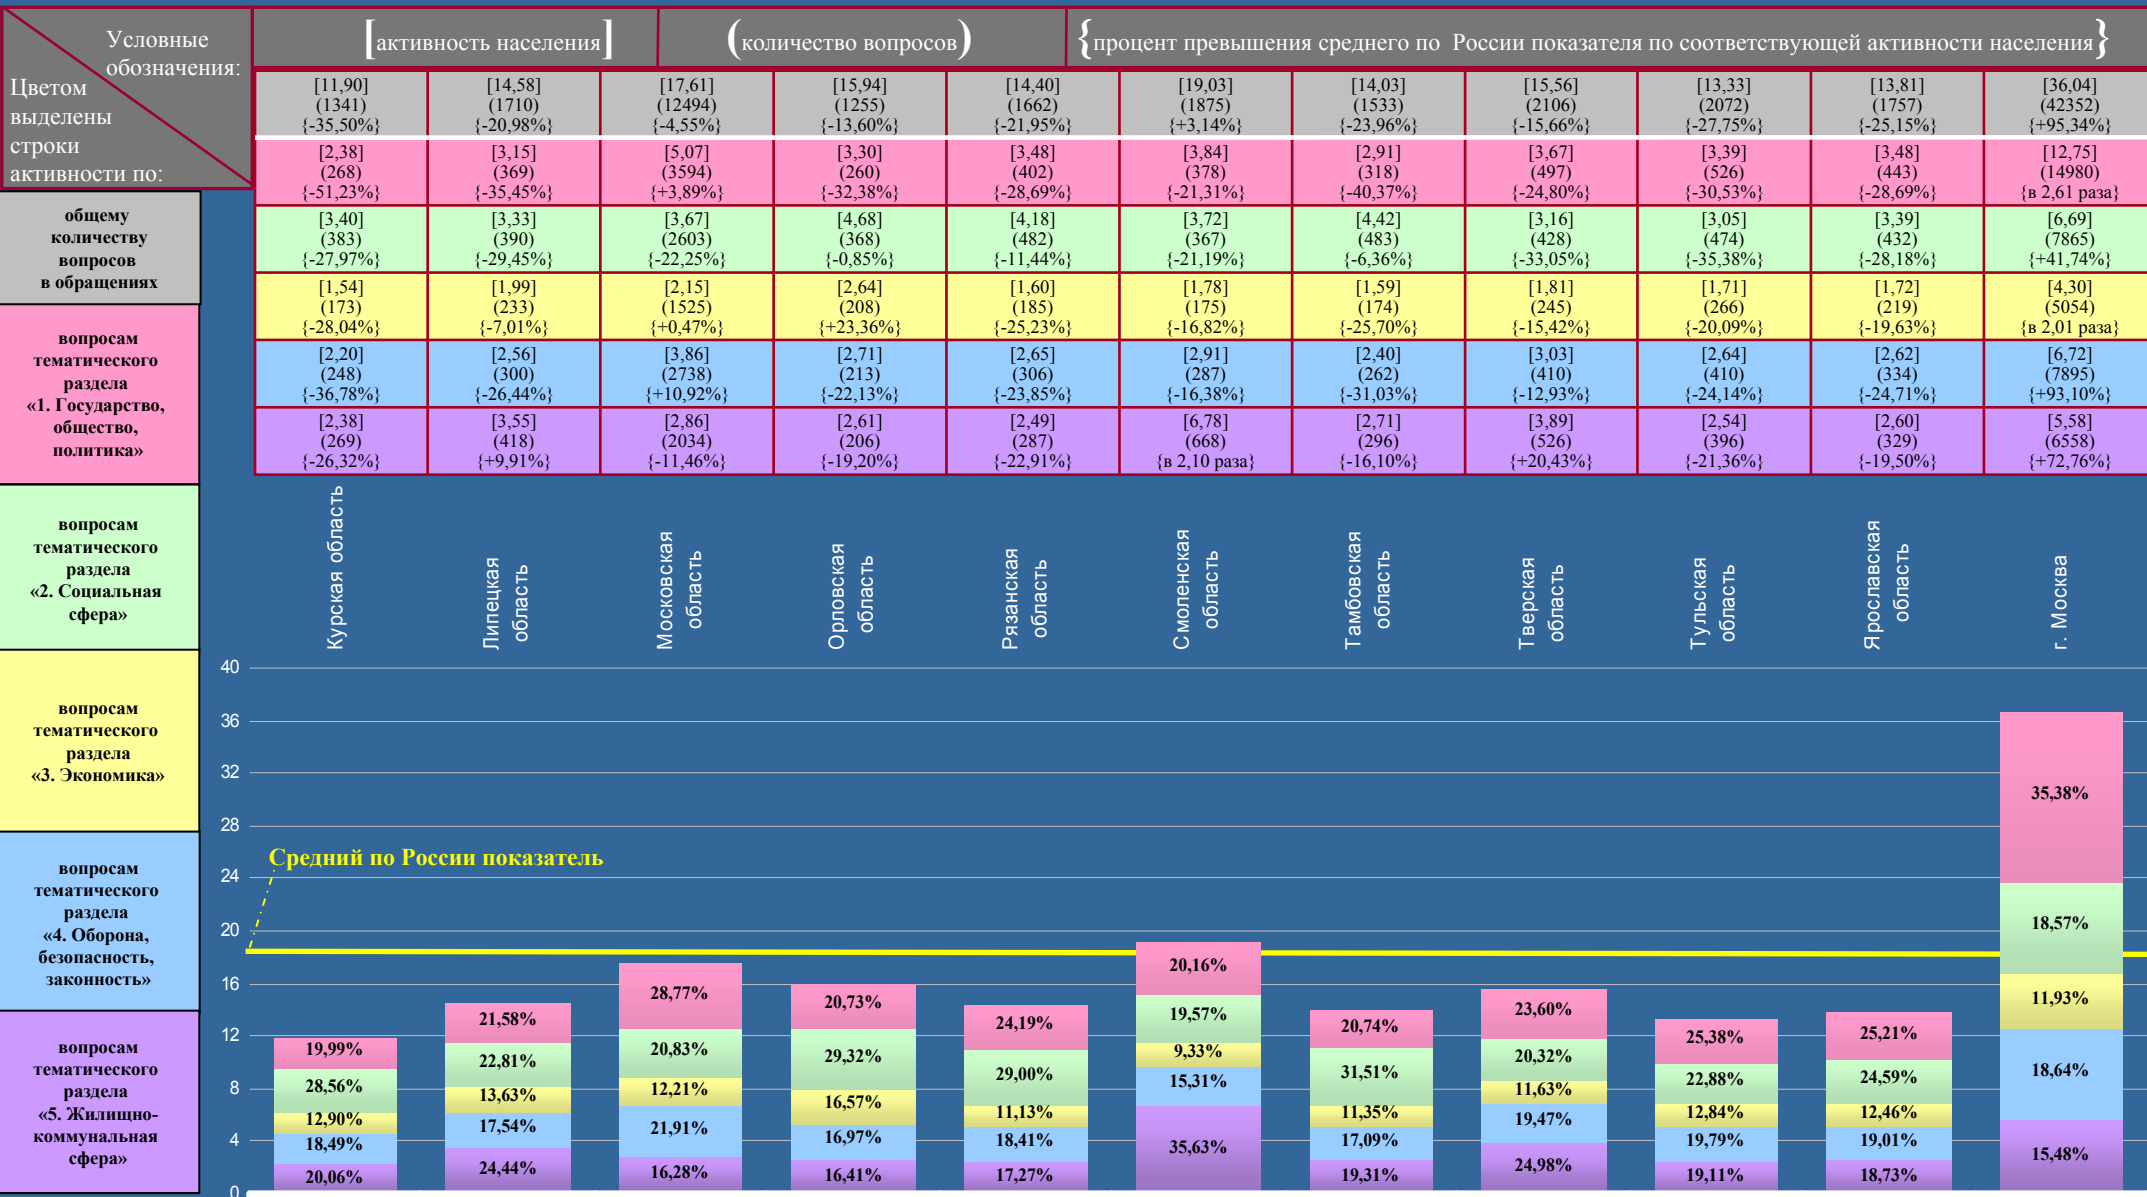 Условные
обозначения:
Цветом
выделены
строки
активности по:
[активность населения]
(количество вопросов)
{процент превышения среднего по России показателя по соответствующей активности населения}
[11,90] [14,58] [17,61] [15,94] [14,40] [19,03] [14,03] [15,56] [13,33] [13,81] [36,04]
(1341) (1710) (12494) (1255) (1662) (1875) (1533) (2106) (2072) (1757) (42352)
{-35,50%} {-20,98%} {-4,55%} {-13,60%} {-21,95%} {+3,14%} {-23,96%} {-15,66%} {-27,75%} {-25,15%} {+95,34%}
[2,38] [3,15] [5,07] [3,30] [3,48] [3,84] [2,91] [3,67] [3,39] [3,48] [12,75]
(268) (369) (3594) (260) (402) (378) (318) (497) (526) (443) (14980)
{-51,23%} {-35,45%} {+3,89%} {-32,38%} {-28,69%} {-21,31%} {-40,37%} {-24,80%} {-30,53%} {-28,69%} {в 2,61 раза}
[3,40] [3,33] [3,67] [4,68] [4,18] [3,72] [4,42] [3,16] [3,05] [3,39] [6,69]
(383) (390) (2603) (368) (482) (367) (483) (428) (474) (432) (7865)
{-27,97%} {-29,45%} {-22,25%} {-0,85%} {-11,44%} {-21,19%} {-6,36%} {-33,05%} {-35,38%} {-28,18%} {+41,74%}
[1,54] [1,99] [2,15] [2,64] [1,60] [1,78] [1,59] [1,81] [1,71] [1,72] [4,30]
(173) (233) (1525) (208) (185) (175) (174) (245) (266) (219) (5054)
{-28,04%} {-7,01%} {+0,47%} {+23,36%} {-25,23%} {-16,82%} {-25,70%} {-15,42%} {-20,09%} {-19,63%} {в 2,01 раза}
[2,20] [2,56] [3,86] [2,71] [2,65] [2,91] [2,40] [3,03] [2,64] [2,62] [6,72]
(248) (300) (2738) (213) (306) (287) (262) (410) (410) (334) (7895)
{-36,78%} {-26,44%} {+10,92%} {-22,13%} {-23,85%} {-16,38%} {-31,03%} {-12,93%} {-24,14%} {-24,71%} {+93,10%}
[2,38] [3,55] [2,86] [2,61] [2,49] [6,78] [2,71] [3,89] [2,54] [2,60] [5,58]
(269) (418) (2034) (206) (287) (668) (296) (526) (396) (329) (6558)
{-26,32%} {+9,91%} {-11,46%} {-19,20%} {-22,91%} {в 2,10 раза} {-16,10%} {+20,43%} {-21,36%} {-19,50%} {+72,76%}
общему
количеству
вопросов
в обращениях
вопросам
тематического
раздела
«1. Государство,
общество,
политика»
вопросам
тематического
раздела
«2. Социальная
сфера»
вопросам
тематического
раздела
«3. Экономика»
вопросам
тематического
раздела
«4. Оборона,
безопасность,
законность»
вопросам
тематического
раздела
«5. Жилищно-
коммунальная
сфера»
Курская область
Липецкая
область
Московская
область
Орловская
область
Рязанская
область
Смоленская
область
Тамбовская
область
Тверская
область
Тульская
область
Ярославская
область
г. Москва
40
36
32
28
24
20
16
12
8
4
0
Средний по России показатель
19,99%
28,56%
12,90%
18,49%
20,06%
21,58%
22,81%
13,63%
17,54%
24,44%
28,77%
20,83%
12,21%
21,91%
16,28%
20,73%
29,32%
16,57%
16,97%
16,41%
24,19%
29,00%
11,13%
18,41%
17,27%
20,16%
19,57%
9,33%
15,31%
35,63%
20,74%
31,51%
11,35%
17,09%
19,31%
23,60%
20,32%
11,63%
19,47%
24,98%
25,38%
22,88%
12,84%
19,79%
19,11%
25,21%
24,59%
12,46%
19,01%
18,73%
35,38%
18,57%
11,93%
18,64%
15,48%